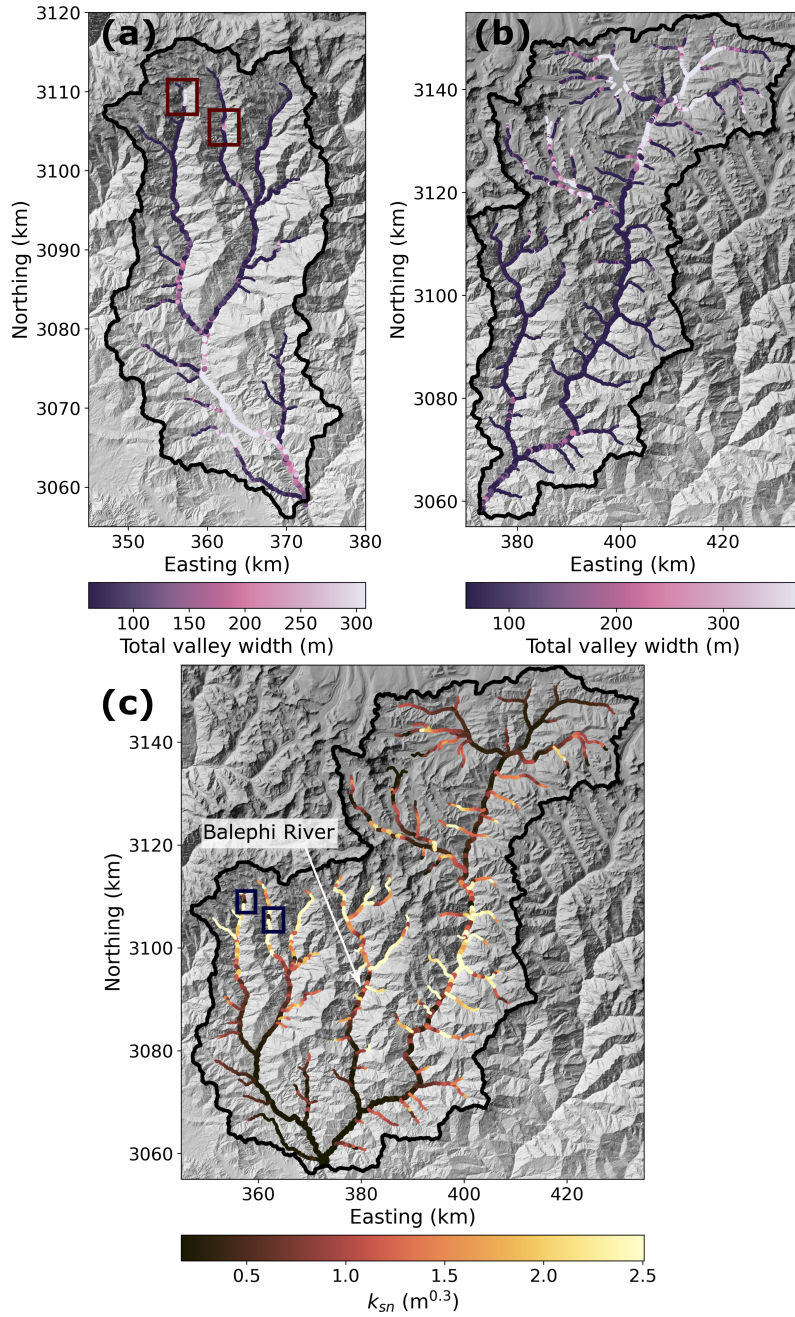 (a)
(b)
3120
3110
3100
3090
3080
3070
3060
Northing (km)
350 360 370 380
Easting (km)
100 150 200 250 300
Total valley width (m)
3140
3120
3100
3080
3060
Northing (km)
380 400 420
Easting (km)
100 200 300
Total valley width (m)
(c)
Balephi River
3140
3120
3100
3080
3060
Northing (km)
360 380 400 420
Easting (km)
0.5 1.0 1.5 2.0 2.5
k_sn (m^0.3)